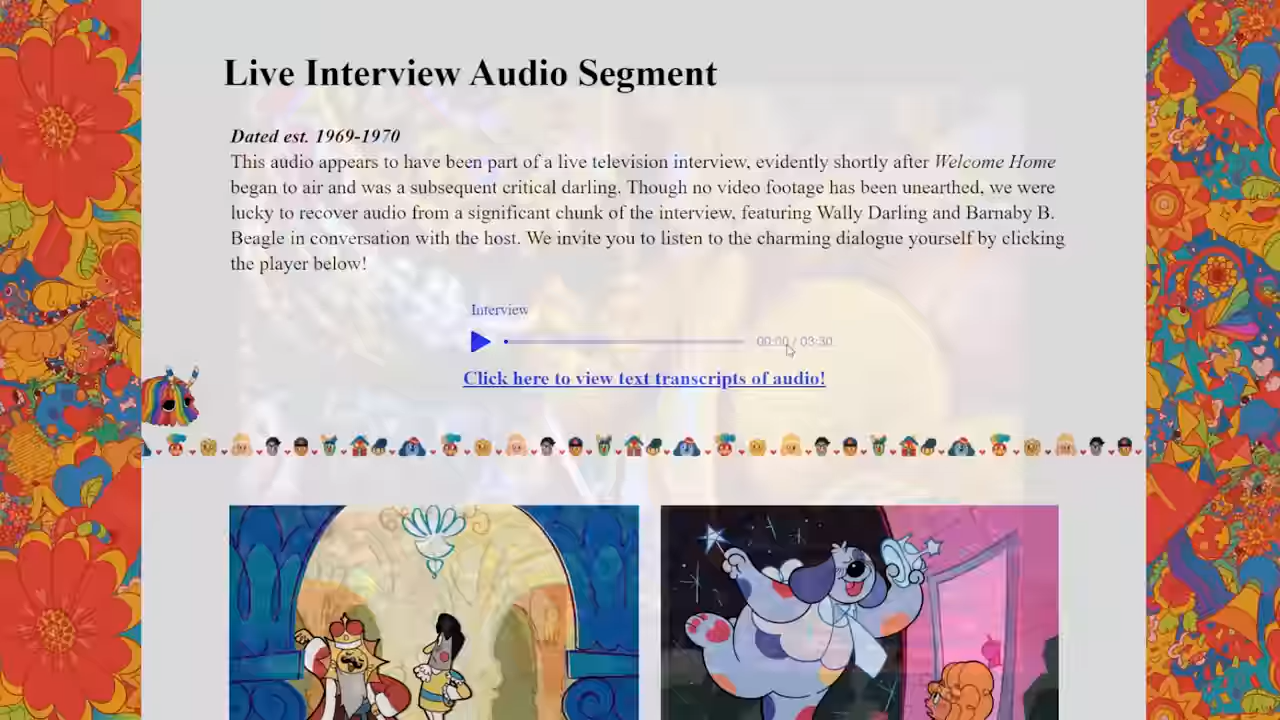 Live Interview Audio Segment
Dated est. 1969-1970
This audio appears to have been part of a live television interview, evidently shortly after Welcome Home
began to air and was a subsequent critical darling. Though no video footage has been unearthed, we were
lucky to recover audio from a significant chunk of the interview, featuring Wally Darling and Barnaby B.
Beagle in conversation with the host. We invite you to listen to the charming dialogue yourself by clicking
the player below!
Interview
00:00 / 03:30
Click here to view text transcripts of audio!